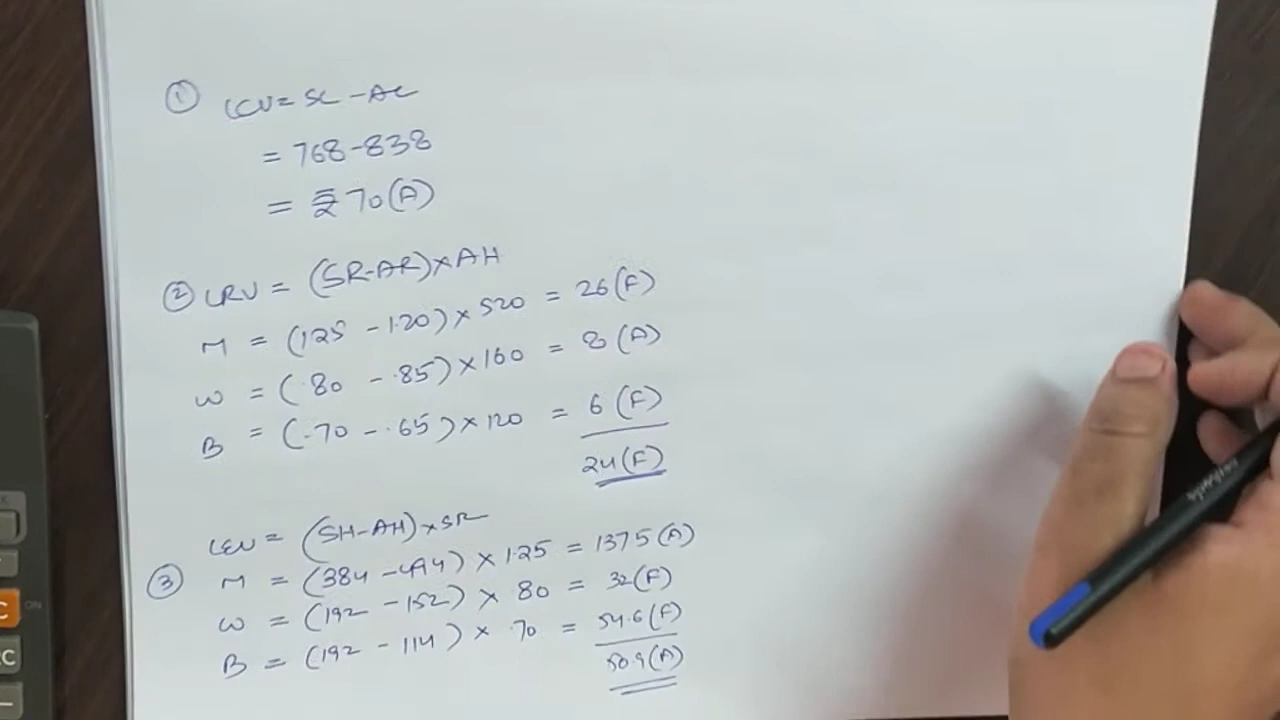 ① LCV = SC - AC
= 768-838
= ₹ 70 (A)
② LRV = (SR-AR) × AH
M = (1.25 - 1.20) × 520 = 26 (F)
W = (.80 - .85) × 160 = 8 (A)
B = (.70 - .65) × 120 = 6 (F)
24 (F)
LEV = (SH-AH) × SR
③ M = (384 - 494) × 1.25 = 1375 (A)
W = (192 - 152) × 80 = 32 (F)
B = (192 - 114) × .70 = 54.6 (F)
50.9 (A)
ON
C